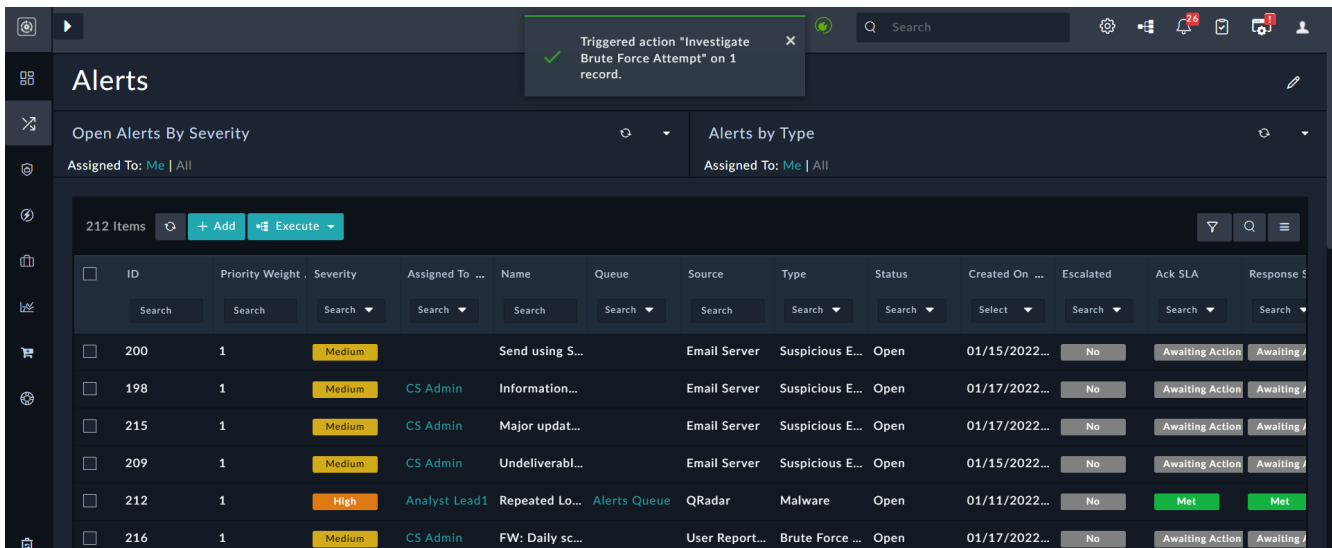 26
!
Search
Triggered action "Investigate
Brute Force Attempt" on 1
record.
Alerts
Open Alerts By Severity
Assigned To: Me | All
Alerts by Type
Assigned To: Me | All
212 Items
+ Add
Execute
ID Priority Weight . Severity Assigned To ... Name Queue Source Type Status Created On ... Escalated Ack SLA Response S
Search Search Search Search Search Search Search Search Search Select Search Search Search
200 1 Medium Send using S... Email Server Suspicious E... Open 01/15/2022... No Awaiting Action Awaiting A
198 1 Medium CS Admin Information... Email Server Suspicious E... Open 01/17/2022... No Awaiting Action Awaiting A
215 1 Medium CS Admin Major updat... Email Server Suspicious E... Open 01/17/2022... No Awaiting Action Awaiting A
209 1 Medium CS Admin Undeliverabl... Email Server Suspicious E... Open 01/15/2022... No Awaiting Action Awaiting A
212 1 High Analyst Lead1 Repeated Lo... Alerts Queue QRadar Malware Open 01/11/2022... No Met Met
216 1 Medium CS Admin FW: Daily sc... User Report... Brute Force ... Open 01/17/2022... No Awaiting Action Awaiting A